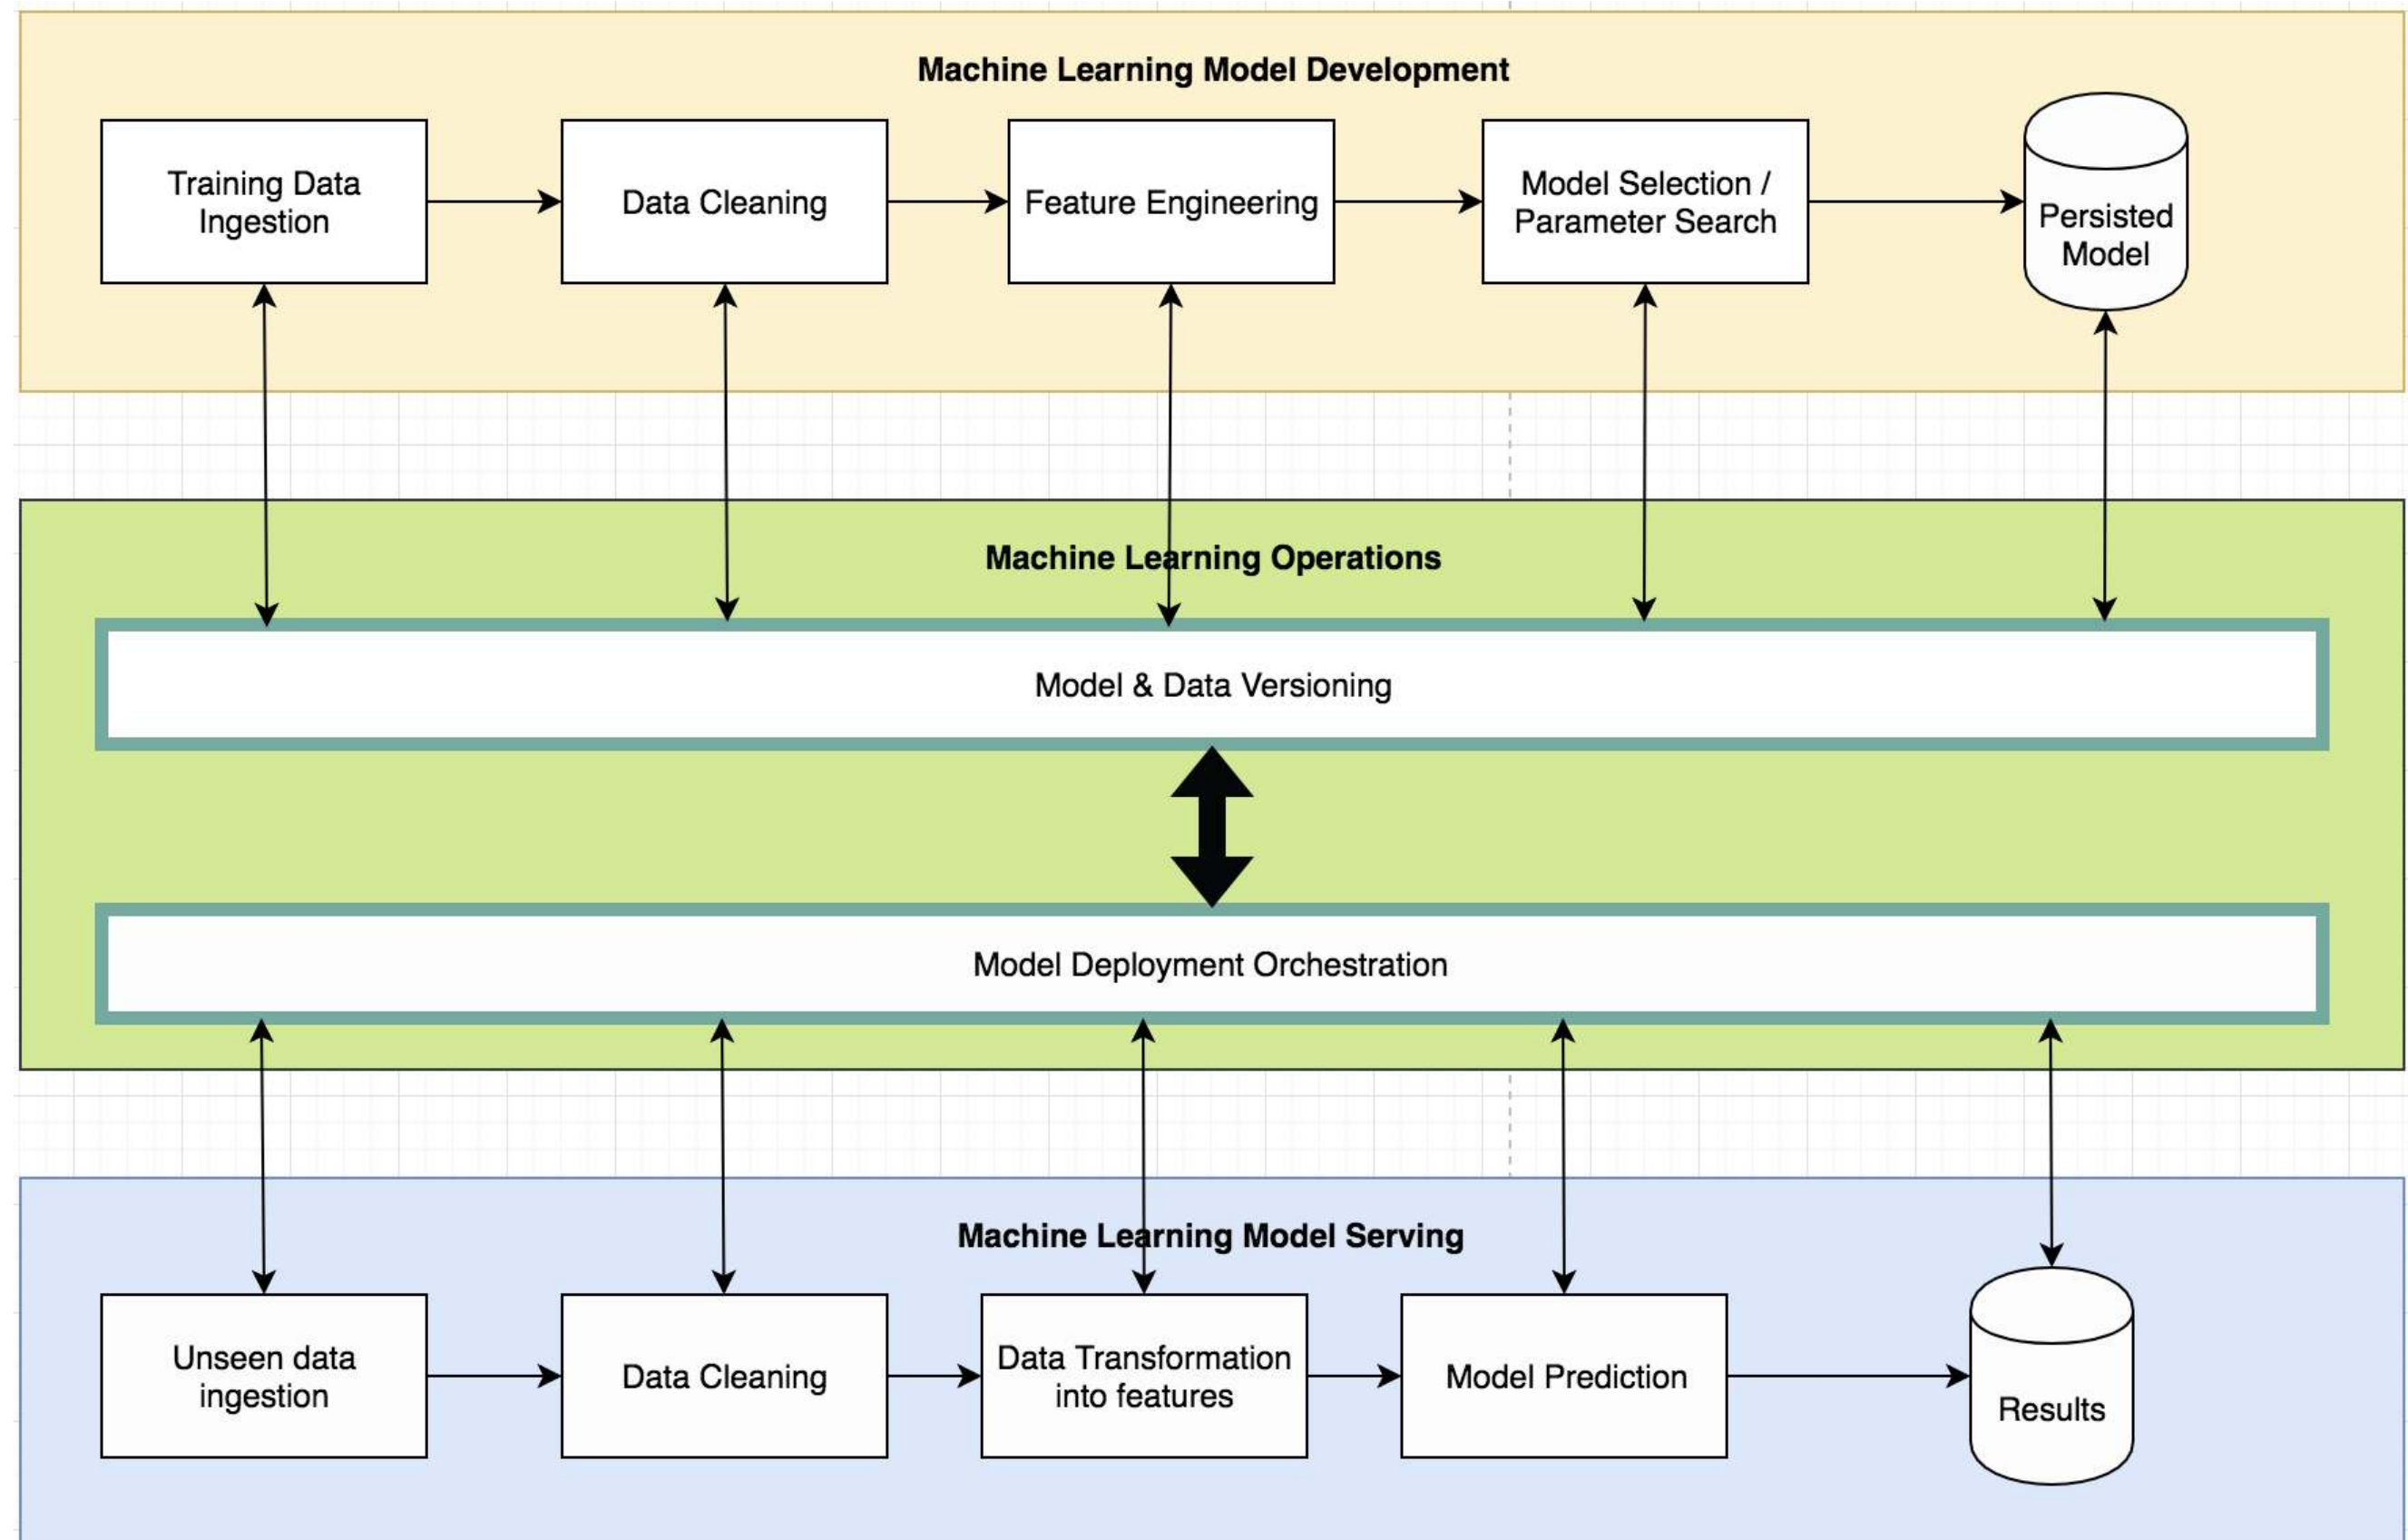 Machine Learning Model Development
Training Data
Ingestion
Data Cleaning
Feature Engineering
Model Selection /
Parameter Search
Persisted
Model
Machine Learning Operations
Model & Data Versioning
Model Deployment Orchestration
Machine Learning Model Serving
Unseen data
ingestion
Data Cleaning
Data Transformation
into features
Model Prediction
Results